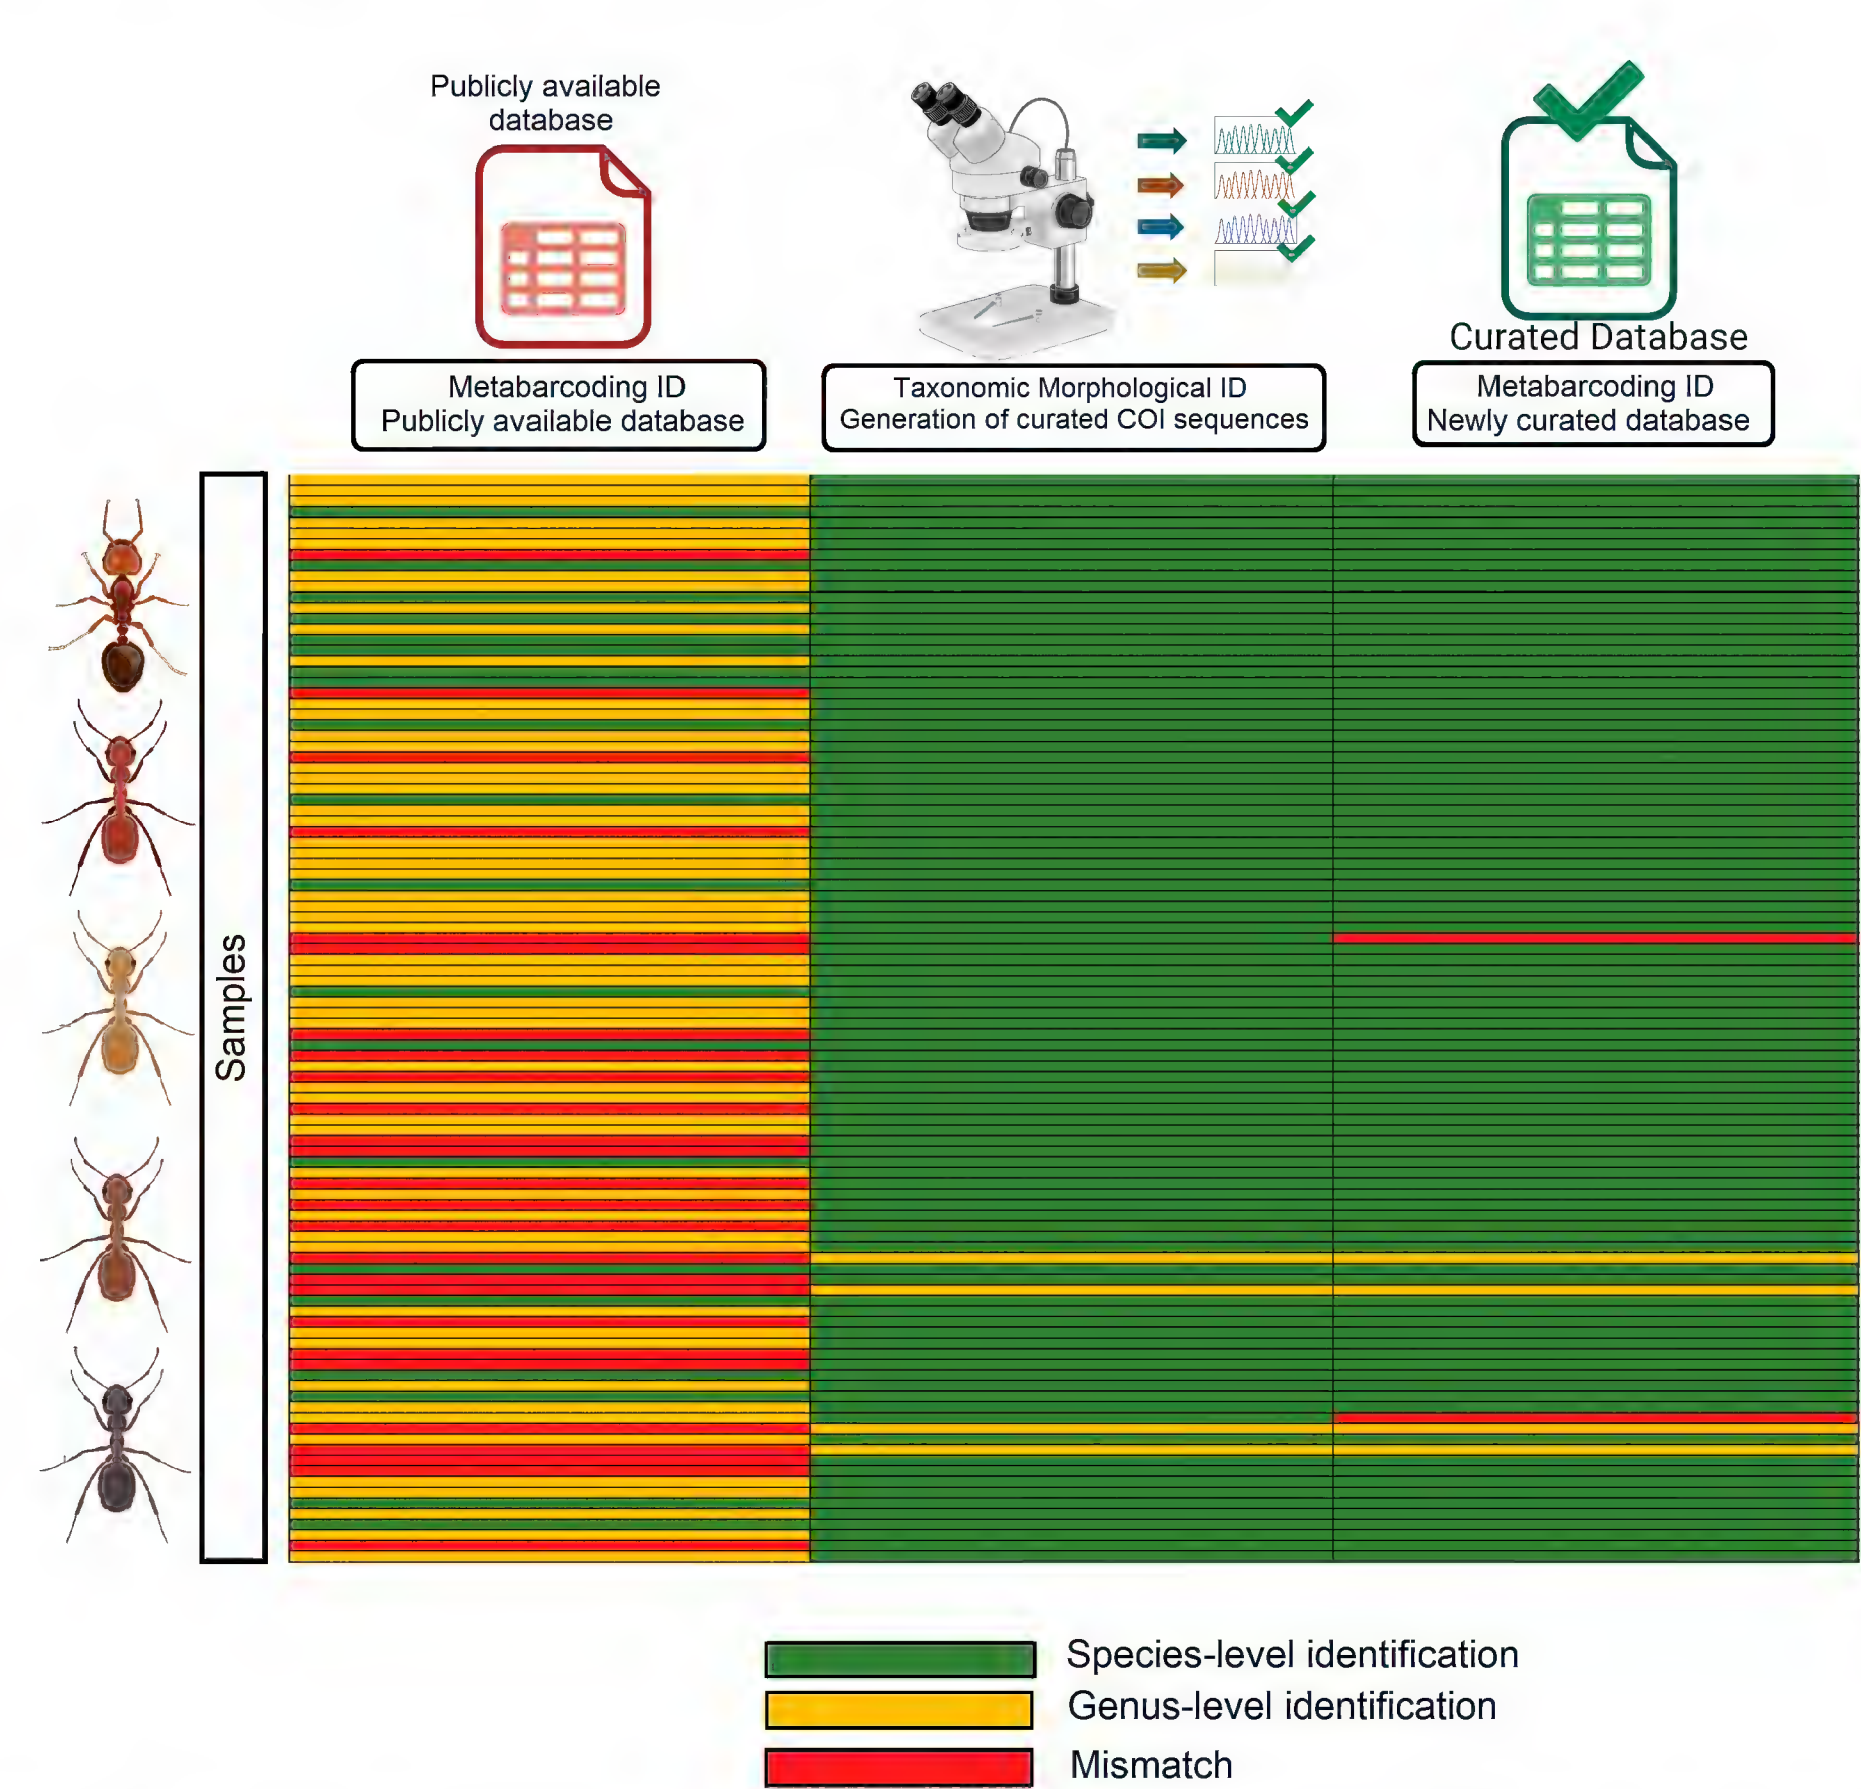 Publicly available
database
Curated Database
Metabarcoding ID
Publicly available database
Taxonomic Morphological ID
Generation of curated COI sequences
Metabarcoding ID
Newly curated database
Samples
Species-level identification
Genus-level identification
Mismatch